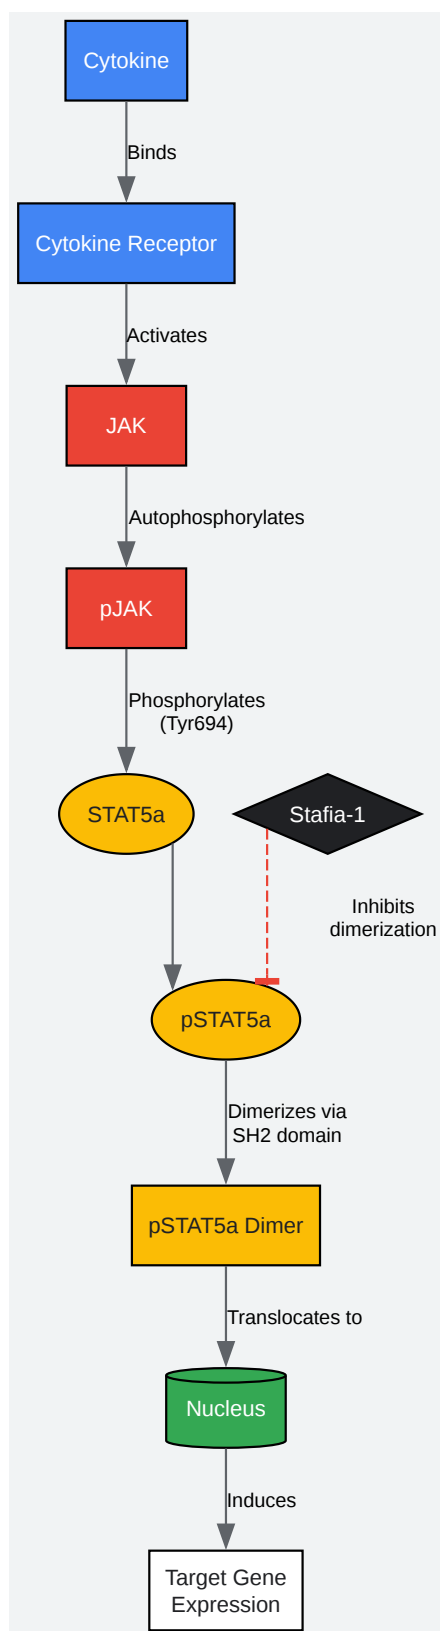 Cytokine
Binds
Cytokine Receptor
Activates
JAK
Autophosphorylates
pJAK
Phosphorylates
(Tyr694)
STAT5a
Stafia-1
Inhibits
dimerization
pSTAT5a
Dimerizes via
SH2 domain
pSTAT5a Dimer
Translocates to
Nucleus
Induces
Target Gene
Expression